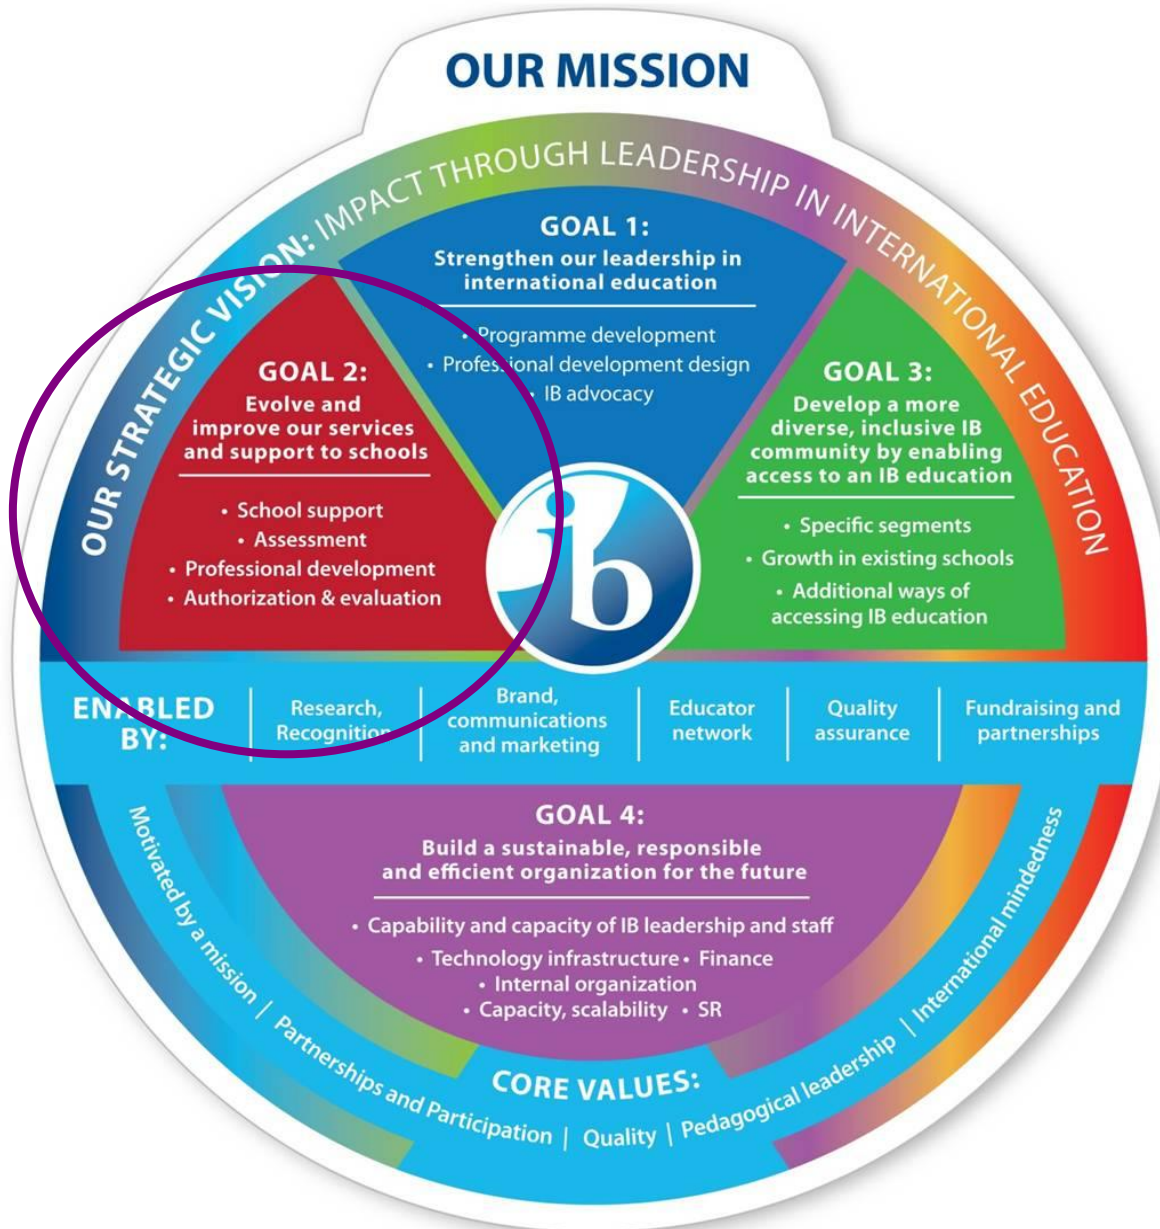 OUR MISSION
OUR STRATEGIC VISION: IMPACT THROUGH LEADERSHIP IN INTERNATIONAL EDUCATION
GOAL 1:
Strengthen our leadership in
international education
• Programme development
• Professional development design
• IB advocacy
GOAL 2:
Evolve and
improve our services
and support to schools
• School support
• Assessment
• Professional development
• Authorization & evaluation
GOAL 3:
Develop a more
diverse, inclusive IB
community by enabling
access to an IB education
• Specific segments
• Growth in existing schools
• Additional ways of
accessing IB education
ib
ENABLED
BY:
Research,
Recognition
Brand,
communications
and marketing
Educator
network
Quality
assurance
Fundraising and
partnerships
GOAL 4:
Build a sustainable, responsible
and efficient organization for the future
• Capability and capacity of IB leadership and staff
• Technology infrastructure • Finance
• Internal organization
• Capacity, scalability • SR
CORE VALUES:
Motivated by a mission | Partnerships and Participation | Quality | Pedagogical leadership | International mindedness